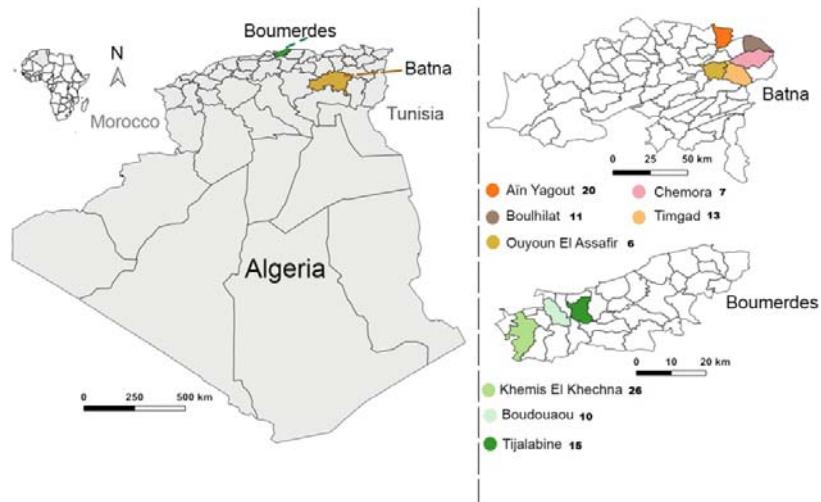 Boumerdes
N
Batna
Morocco
Tunisia
Algeria
0 250 500 km
Batna
0 25 50 km
Aïn Yagout 20
Chemora 7
Boulhilat 11
Timgad 13
Ouyoun El Assafir 6
Boumerdes
0 10 20 km
Khemis El Khechna 26
Boudouaou 10
Tijalabine 15